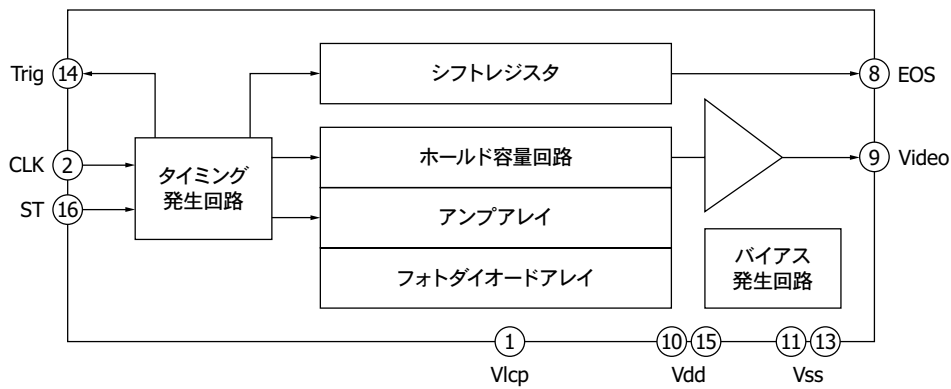 シフトレジスタ
Trig 14
8 EOS
ホールド容量回路
CLK 2
タイミング
発生回路
9 Video
ST 16
アンプアレイ
バイアス
発生回路
フォトダイオードアレイ
1 10 15 11 13
Vlcp Vdd Vss